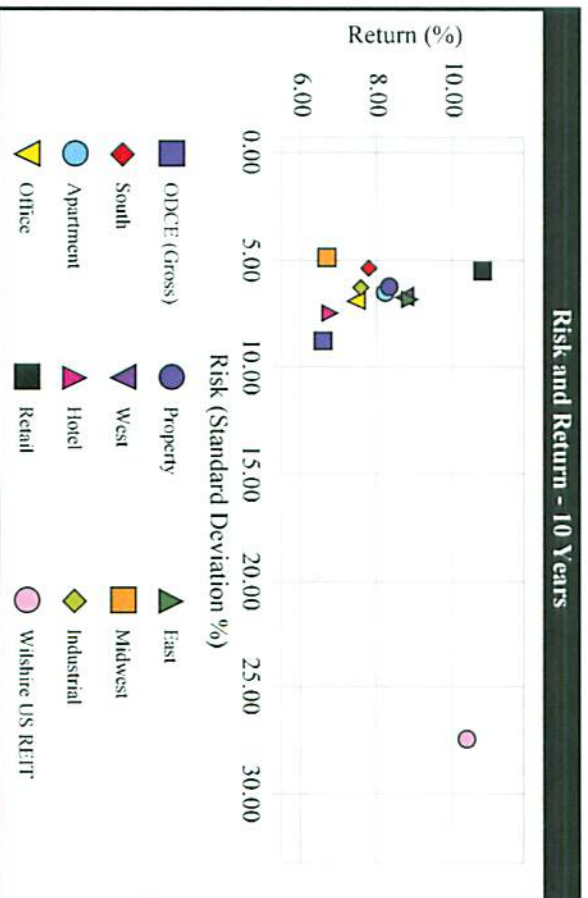 Risk and Return - 10 Years
Return (%)
10.00
8.00
6.00
0.00 5.00 10.00 15.00 20.00 25.00 30.00
Risk (Standard Deviation %)
ODCE (Gross) Property East
South West Midwest
Apartment Hotel Industrial
Office Retail Wilshire US REIT